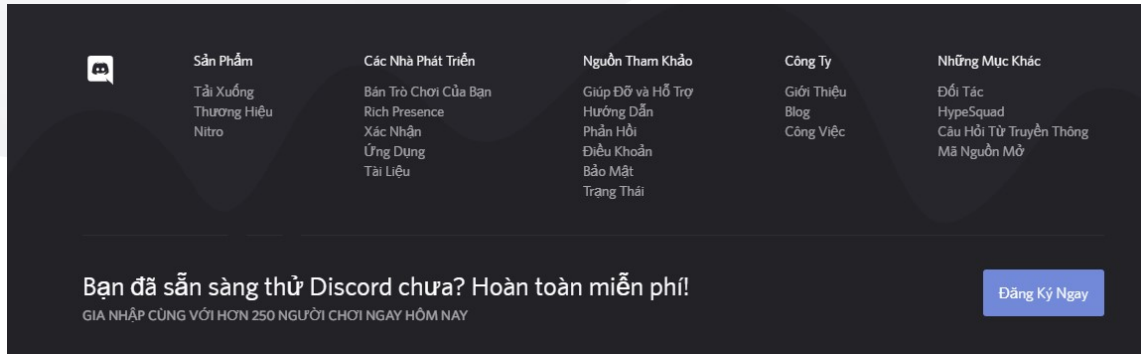 Sản Phẩm
Tải Xuống
Thương Hiệu
Nitro
Các Nhà Phát Triển
Bán Trò Chơi Của Bạn
Rich Presence
Xác Nhận
Ứng Dụng
Tài Liệu
Nguồn Tham Khảo
Giúp Đỡ và Hỗ Trợ
Hướng Dẫn
Phản Hồi
Điều Khoản
Bảo Mật
Trạng Thái
Công Ty
Giới Thiệu
Blog
Công Việc
Những Mục Khác
Đối Tác
HypeSquad
Câu Hỏi Từ Truyền Thông
Mã Nguồn Mở
Bạn đã sẵn sàng thử Discord chưa? Hoàn toàn miễn phí!
GIA NHẬP CÙNG VỚI HƠN 250 NGƯỜI CHƠI NGAY HÔM NAY
Đăng Ký Ngay